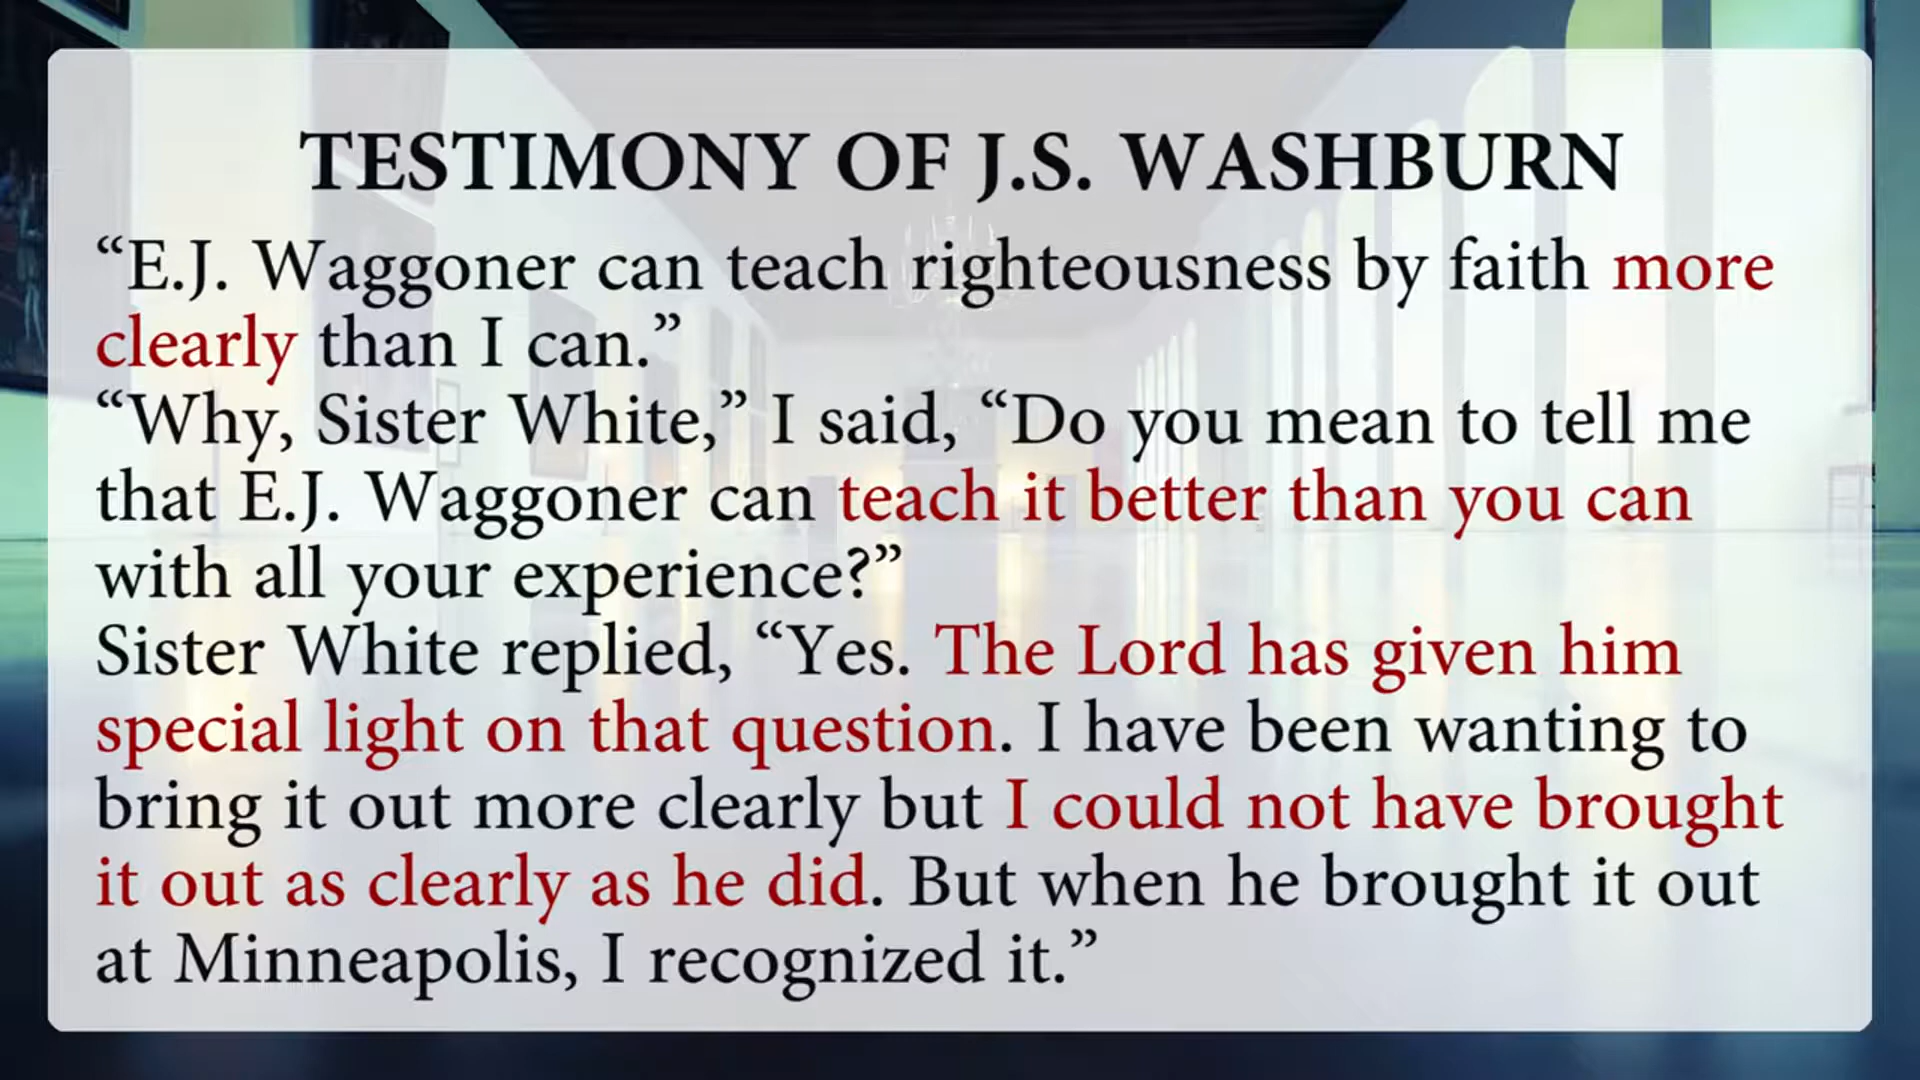 TESTIMONY OF J.S. WASHBURN
“E.J. Waggoner can teach righteousness by faith more
clearly than I can.”
“Why, Sister White,” I said, “Do you mean to tell me
that E.J. Waggoner can teach it better than you can
with all your experience?”
Sister White replied, “Yes. The Lord has given him
special light on that question. I have been wanting to
bring it out more clearly but I could not have brought
it out as clearly as he did. But when he brought it out
at Minneapolis, I recognized it.”